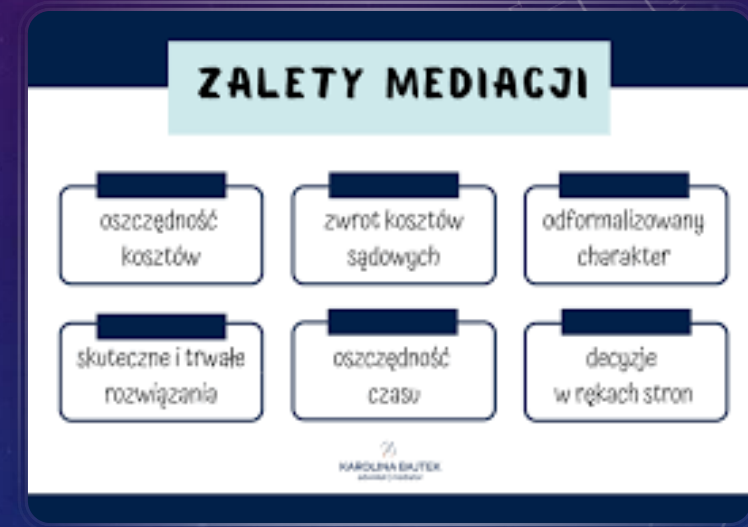 ZALETY MEDIACJI
oszczędność
kosztów
zwrot kosztów
sądowych
odformalizowany
charakter
skuteczne i trwałe
rozwiązania
oszczędność
czasu
decyzje
w rękach stron
KAROLINA BAJTEK